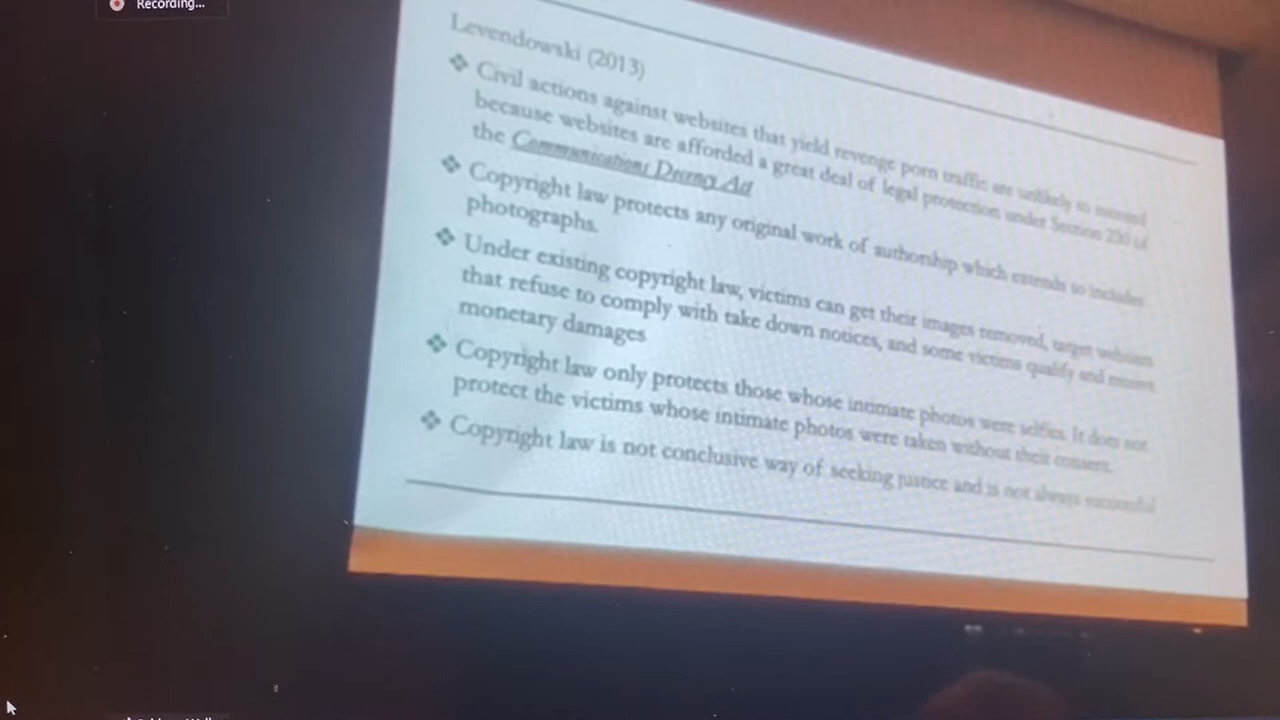 Recording...
Levendowski (2013)
❖ Civil actions against websites that yield revenge porn traffic are unlikely to succeed
because websites are afforded a great deal of legal protection under Section 230 of
the Communications Decency Act
❖ Copyright law protects any original work of authorship which extends to includes
photographs.
❖ Under existing copyright law, victims can get their images removed, target websites
that refuse to comply with take down notices, and some victims qualify and receive
monetary damages
❖ Copyright law only protects those whose intimate photos were selfies. It does not
protect the victims whose intimate photos were taken without their consent.
❖ Copyright law is not conclusive way of seeking justice and is not always successful